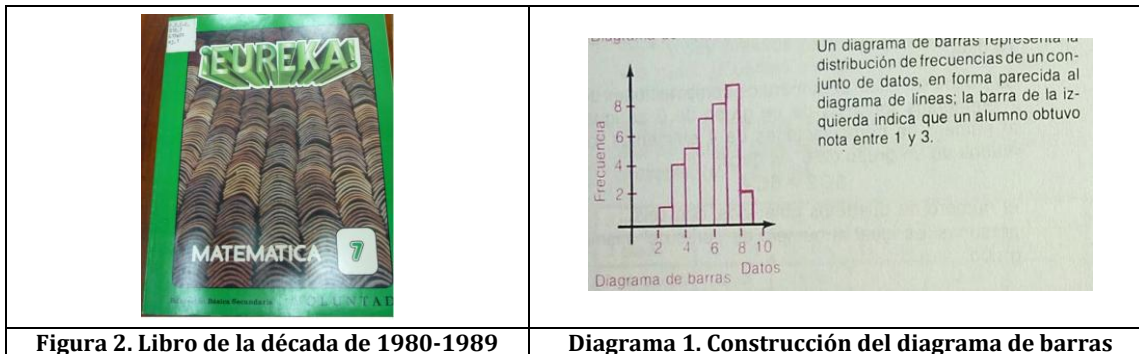 ¡EUREKA!
MATEMATICA 7
Educación Básica Secundaria VOLUNTAD
Un diagrama de barras representa la
distribución de frecuencias de un con-
junto de datos, en forma parecida al
diagrama de líneas; la barra de la iz-
quierda indica que un alumno obtuvo
nota entre 1 y 3.
Frecuencia
8
6
4
2
2 4 6 8 10
Datos
Diagrama de barras
Figura 2. Libro de la década de 1980-1989
Diagrama 1. Construcción del diagrama de barras